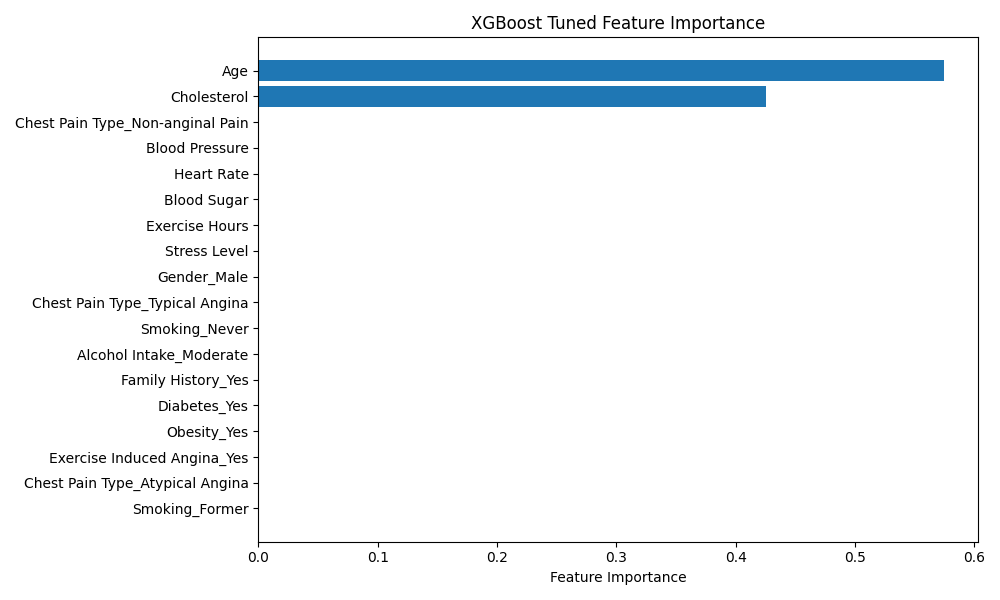 XGBoost Tuned Feature Importance
Age
Cholesterol
Chest Pain Type_Non-anginal Pain
Blood Pressure
Heart Rate
Blood Sugar
Exercise Hours
Stress Level
Gender_Male
Chest Pain Type_Typical Angina
Smoking_Never
Alcohol Intake_Moderate
Family History_Yes
Diabetes_Yes
Obesity_Yes
Exercise Induced Angina_Yes
Chest Pain Type_Atypical Angina
Smoking_Former
0.0 0.1 0.2 0.3 0.4 0.5 0.6
Feature Importance